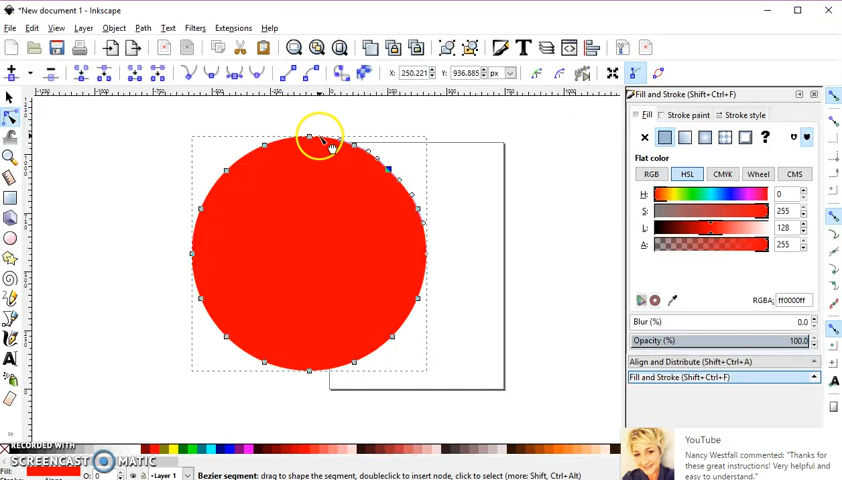 *New document 1 - Inkscape
File Edit View Layer Object Path Text Filters Extensions Help
X: 250.221 Y: 936.885 px
Fill and Stroke (Shift+Ctrl+F)
Fill Stroke paint Stroke style
Flat color
RGB HSL CMYK Wheel CMS
H: 0
S: 255
L: 128
A: 255
RGBA: ff0000ff
Blur (%) 0.0
Opacity (%) 100.0
Align and Distribute (Shift+Ctrl+A)
Fill and Stroke (Shift+Ctrl+F)
RECORDED WITH
SCREENCAST MATIC
YouTube
Nancy Westfall commented: "Thanks for
these great instructions! Very helpful and
easy to understand."
Fill:
O: 0
Layer 1
Bezier segment: drag to shape the segment, doubleclick to insert node, click to select (more: Shift, Ctrl+Alt)